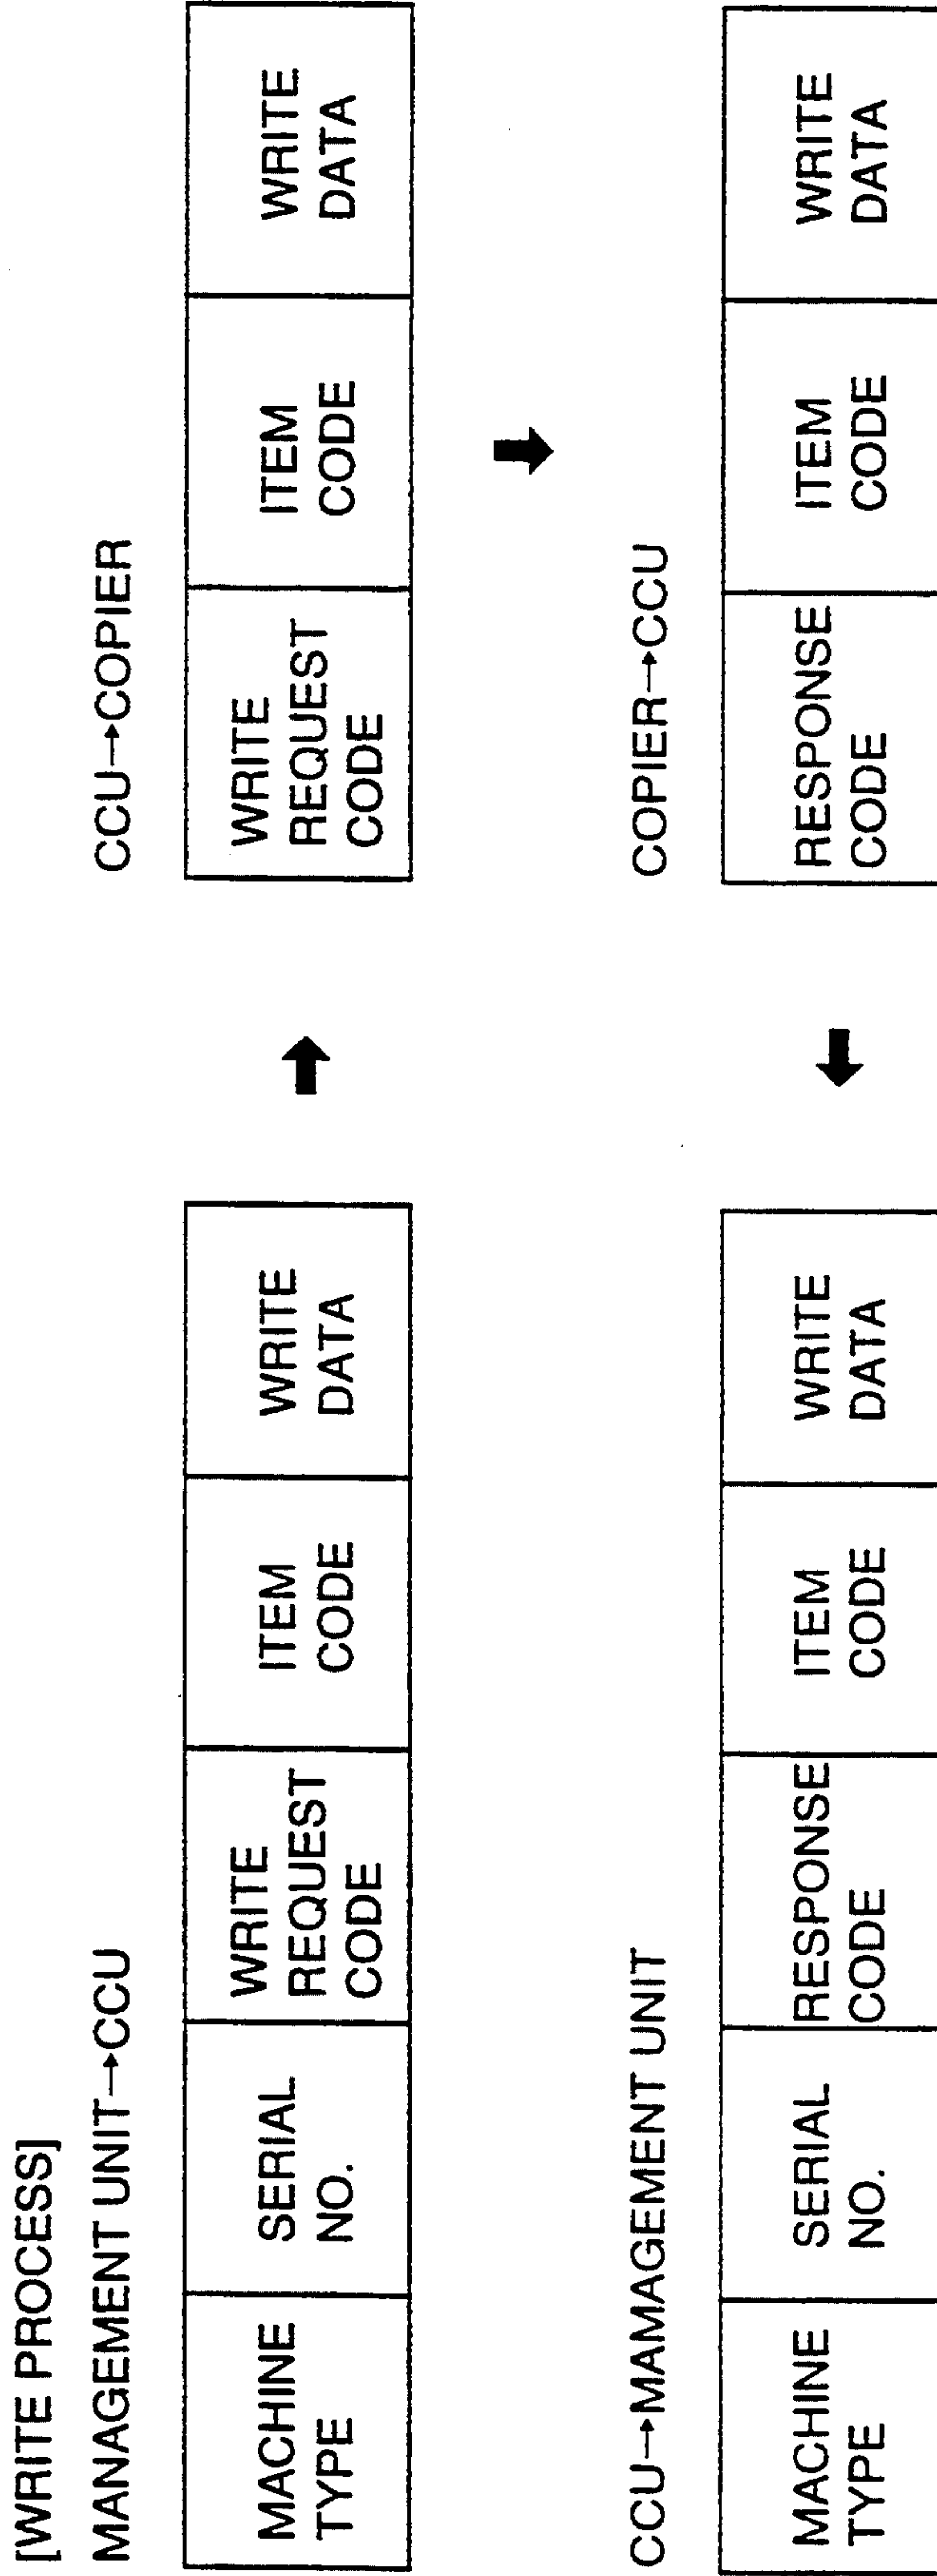 [WRITE PROCESS]
MANAGEMENT UNIT→CCU
MACHINE
TYPE
SERIAL
NO.
WRITE
REQUEST
CODE
ITEM
CODE
WRITE
DATA
CCU→COPIER
WRITE
REQUEST
CODE
ITEM
CODE
WRITE
DATA
COPIER→CCU
RESPONSE
CODE
ITEM
CODE
WRITE
DATA
CCU→MAMAGEMENT UNIT
MACHINE
TYPE
SERIAL
NO.
RESPONSE
CODE
ITEM
CODE
WRITE
DATA